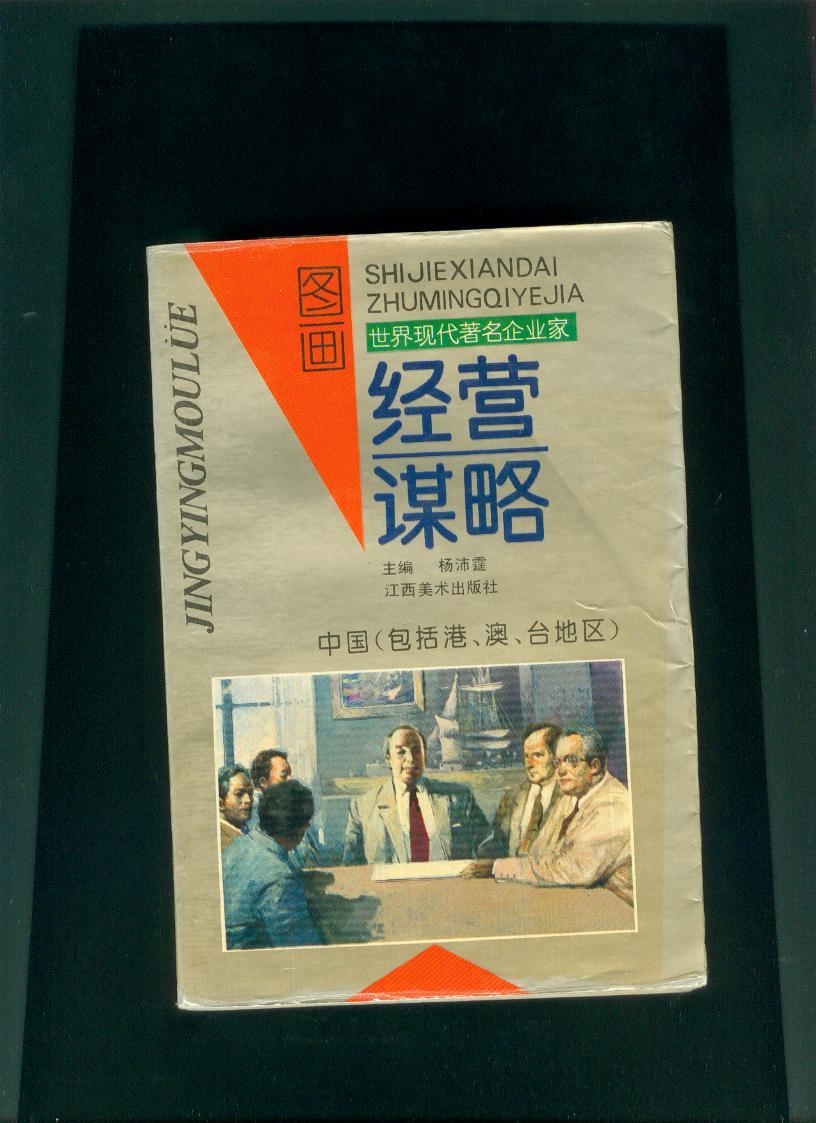 图画
SHIJIEXIANDAI
ZHUMINGQIYEJIA
世界现代著名企业家
经营
谋略
JINGYINGMOULÜE
主编 杨沛霆
江西美术出版社
中国(包括港、澳、台地区)